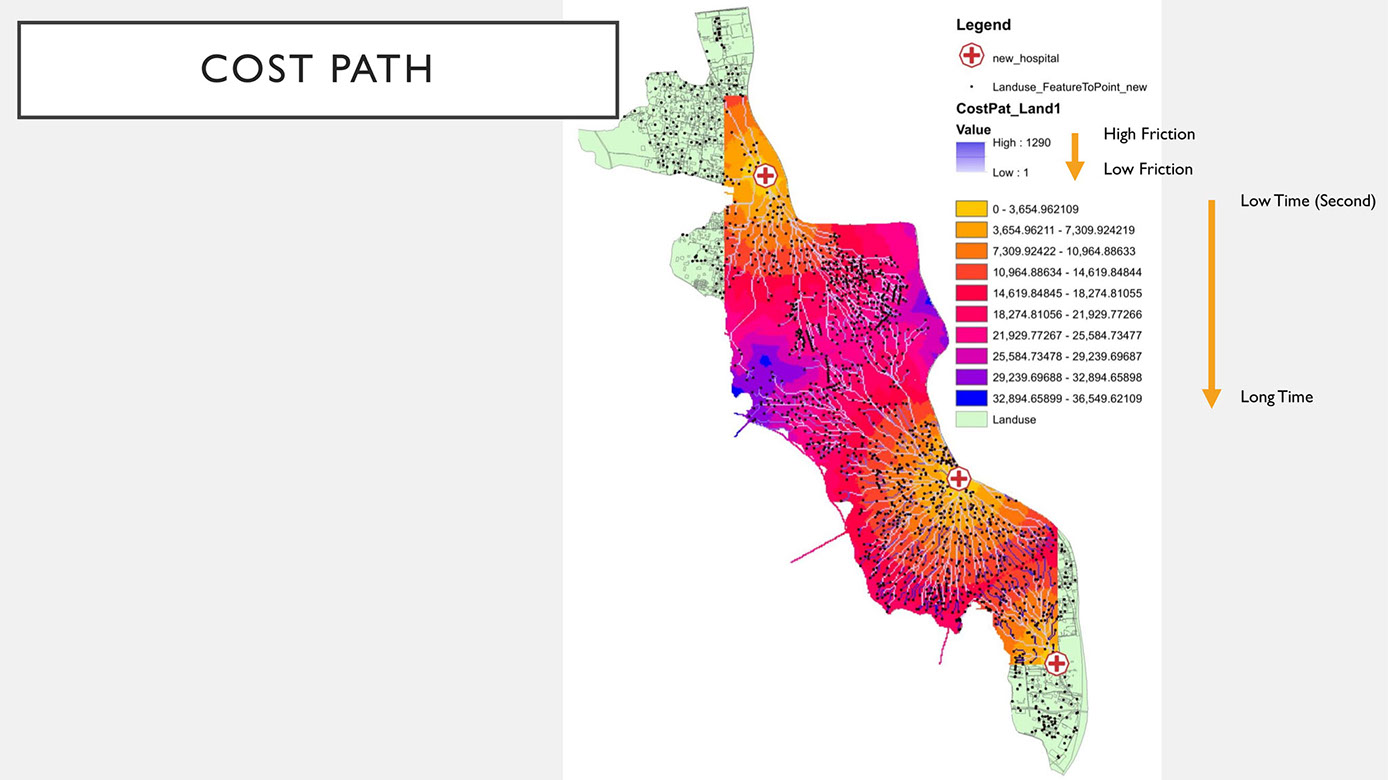 COST PATH
Legend
new_hospital
Landuse_FeatureToPoint_new
CostPat_Land1
Value
High : 1290
Low : 1
High Friction
Low Friction
0 - 3,654.962109
3,654.96211 - 7,309.924219
7,309.92422 - 10,964.88633
10,964.88634 - 14,619.84844
14,619.84845 - 18,274.81055
18,274.81056 - 21,929.77266
21,929.77267 - 25,584.73477
25,584.73478 - 29,239.69687
29,239.69688 - 32,894.65898
32,894.65899 - 36,549.62109
Landuse
Low Time (Second)
Long Time